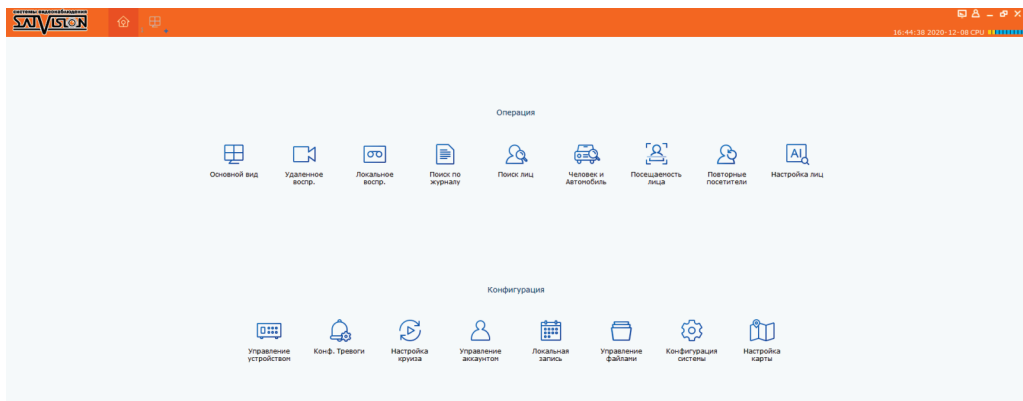 системы видеонаблюдения
SATVISION
16:44:38 2020-12-08 CPU
Операция
Основной вид
Удаленное
воспр.
Локальное
воспр.
Поиск по
журналу
Поиск лиц
Человек и
Автомобиль
Посещаемость
лица
Повторные
посетители
AI
Настройка лиц
Конфигурация
Управление
устройством
Конф. Тревоги
Настройка
круиза
Управление
аккаунтом
Локальная
запись
Управление
файлами
Конфигурация
системы
Настройка
карты